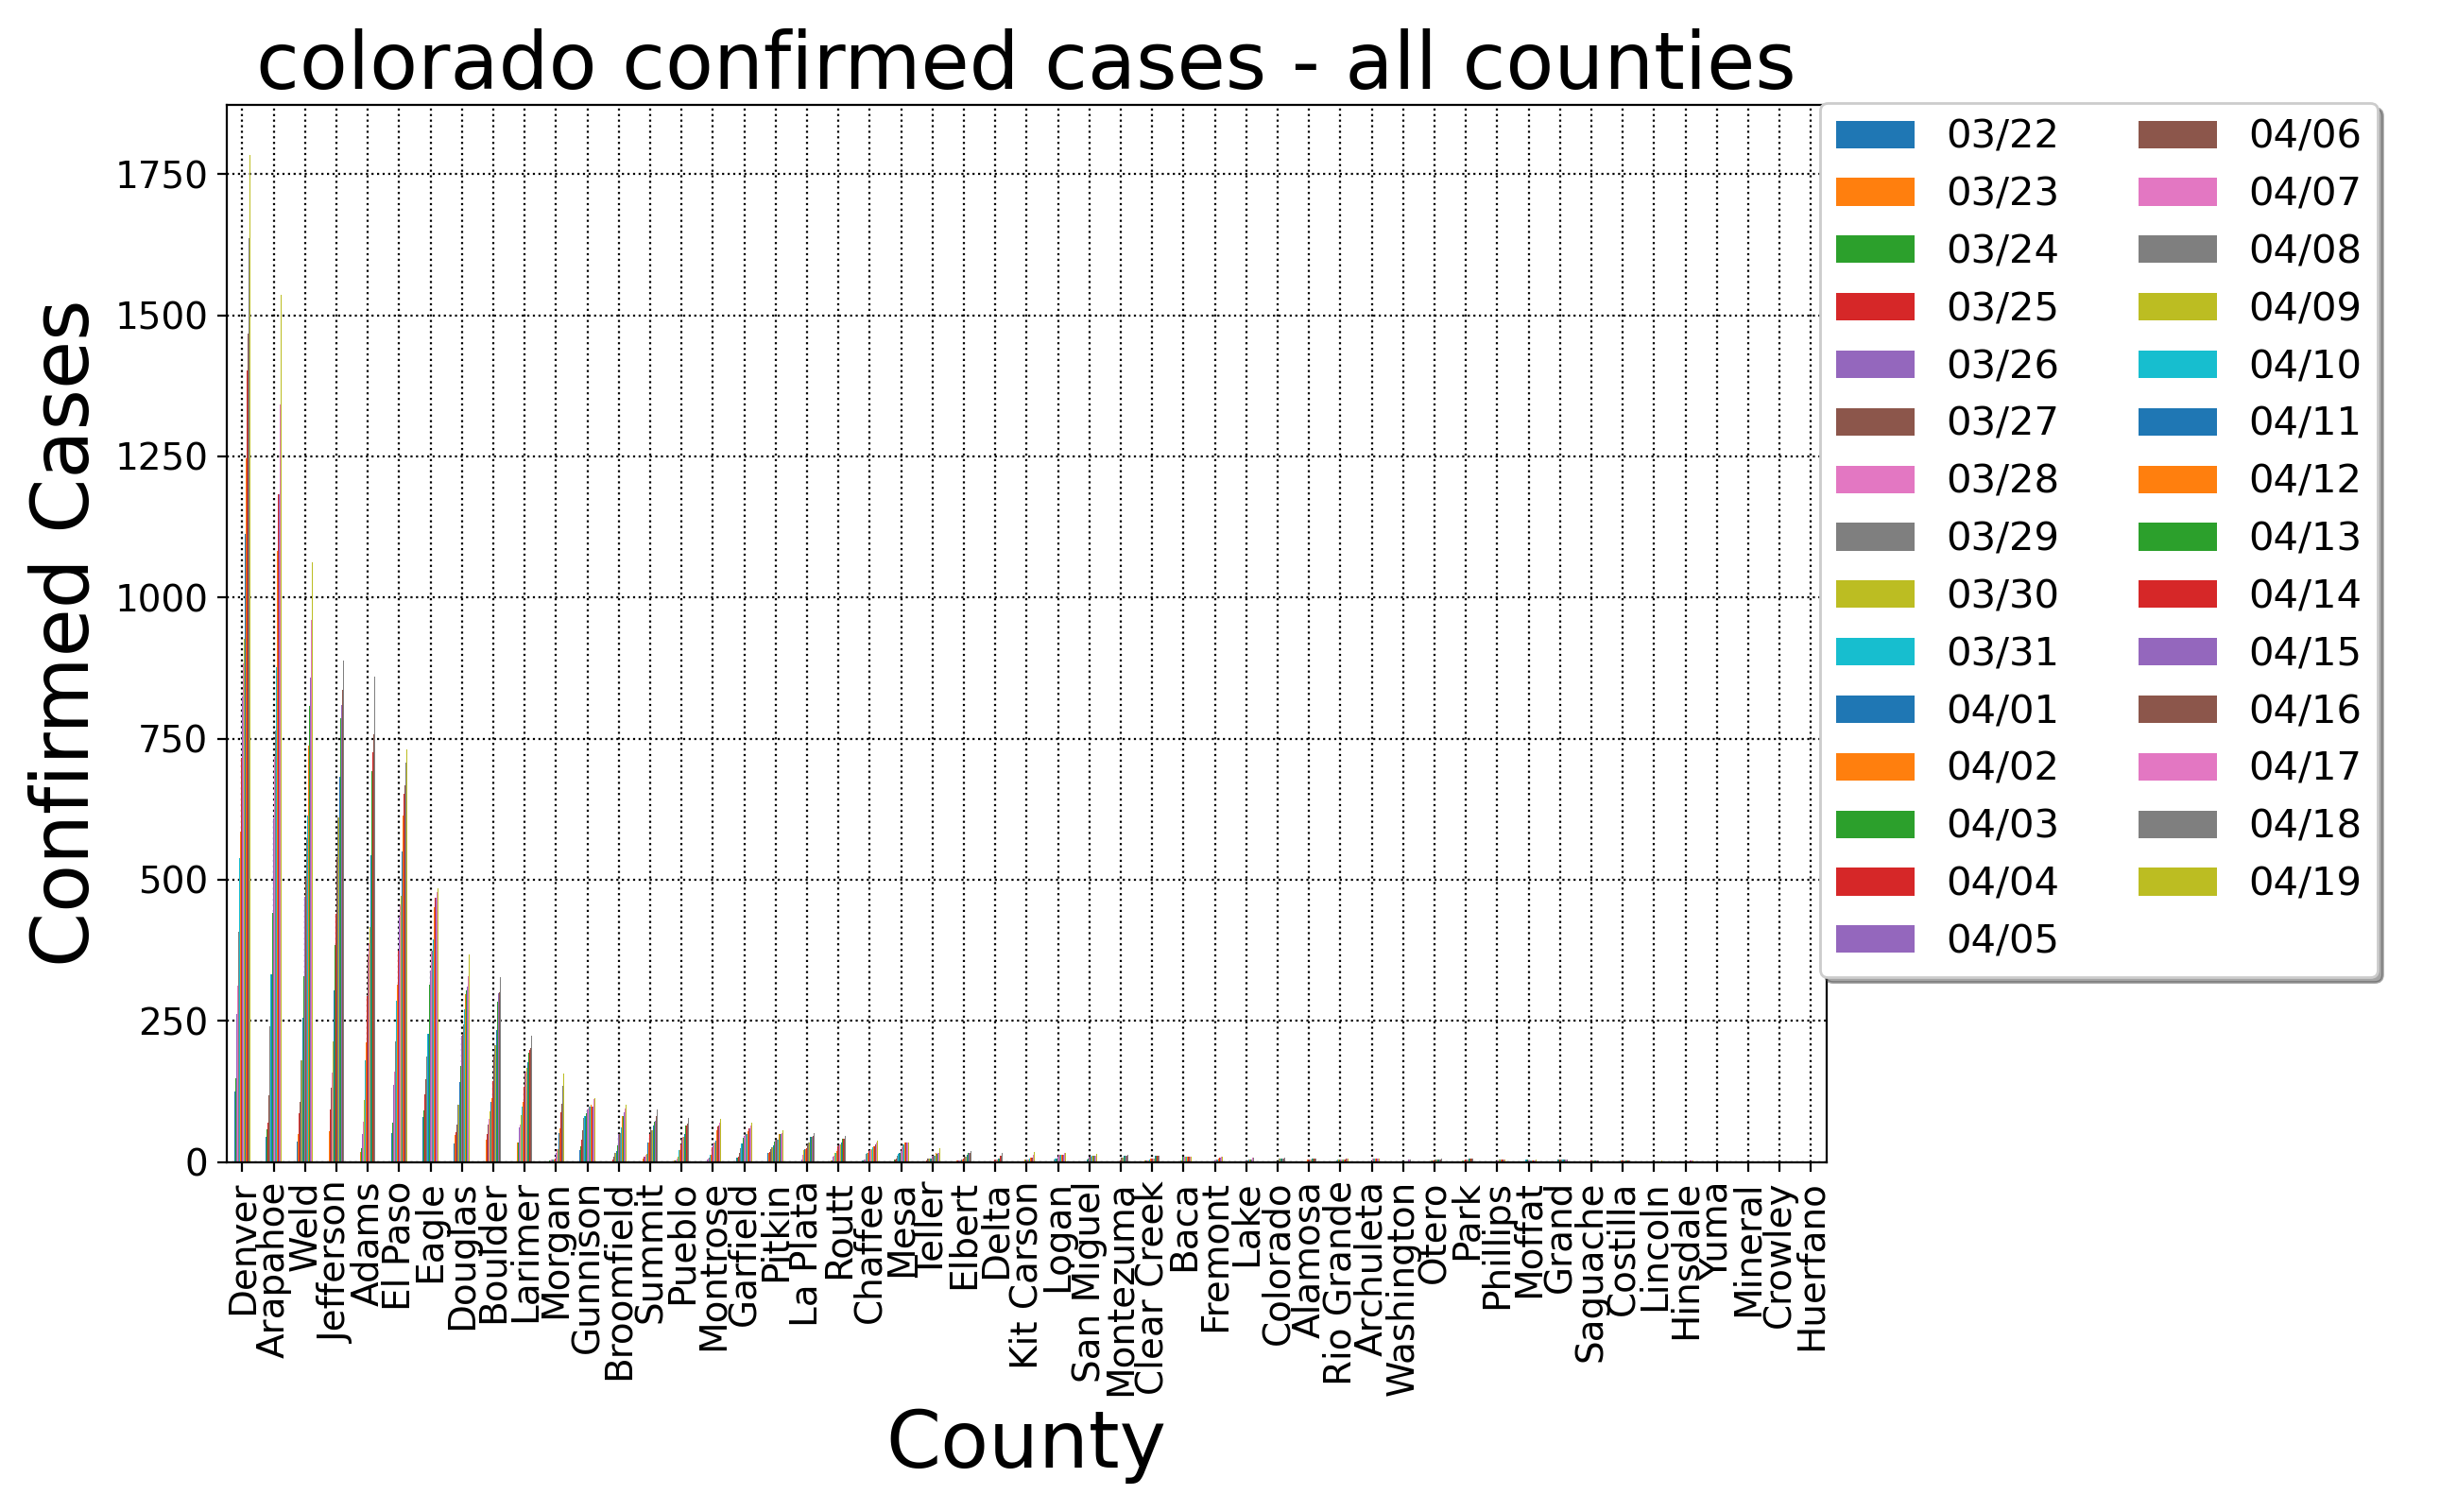 colorado confirmed cases - all counties
Confirmed Cases
1750
1500
1250
1000
750
500
250
0
Denver
Arapahoe
Weld
Jefferson
Adams
El Paso
Eagle
Douglas
Boulder
Larimer
Morgan
Gunnison
Broomfield
Summit
Pueblo
Montrose
Garfield
Pitkin
La Plata
Routt
Chaffee
Mesa
Teller
Elbert
Delta
Kit Carson
Logan
San Miguel
Montezuma
Clear Creek
Baca
Fremont
Lake
Colorado
Alamosa
Rio Grande
Archuleta
Washington
Otero
Park
Phillips
Moffat
Grand
Saguache
Costilla
Lincoln
Hinsdale
Yuma
Mineral
Crowley
Huerfano
County
03/22
03/23
03/24
03/25
03/26
03/27
03/28
03/29
03/30
03/31
04/01
04/02
04/03
04/04
04/05
04/06
04/07
04/08
04/09
04/10
04/11
04/12
04/13
04/14
04/15
04/16
04/17
04/18
04/19